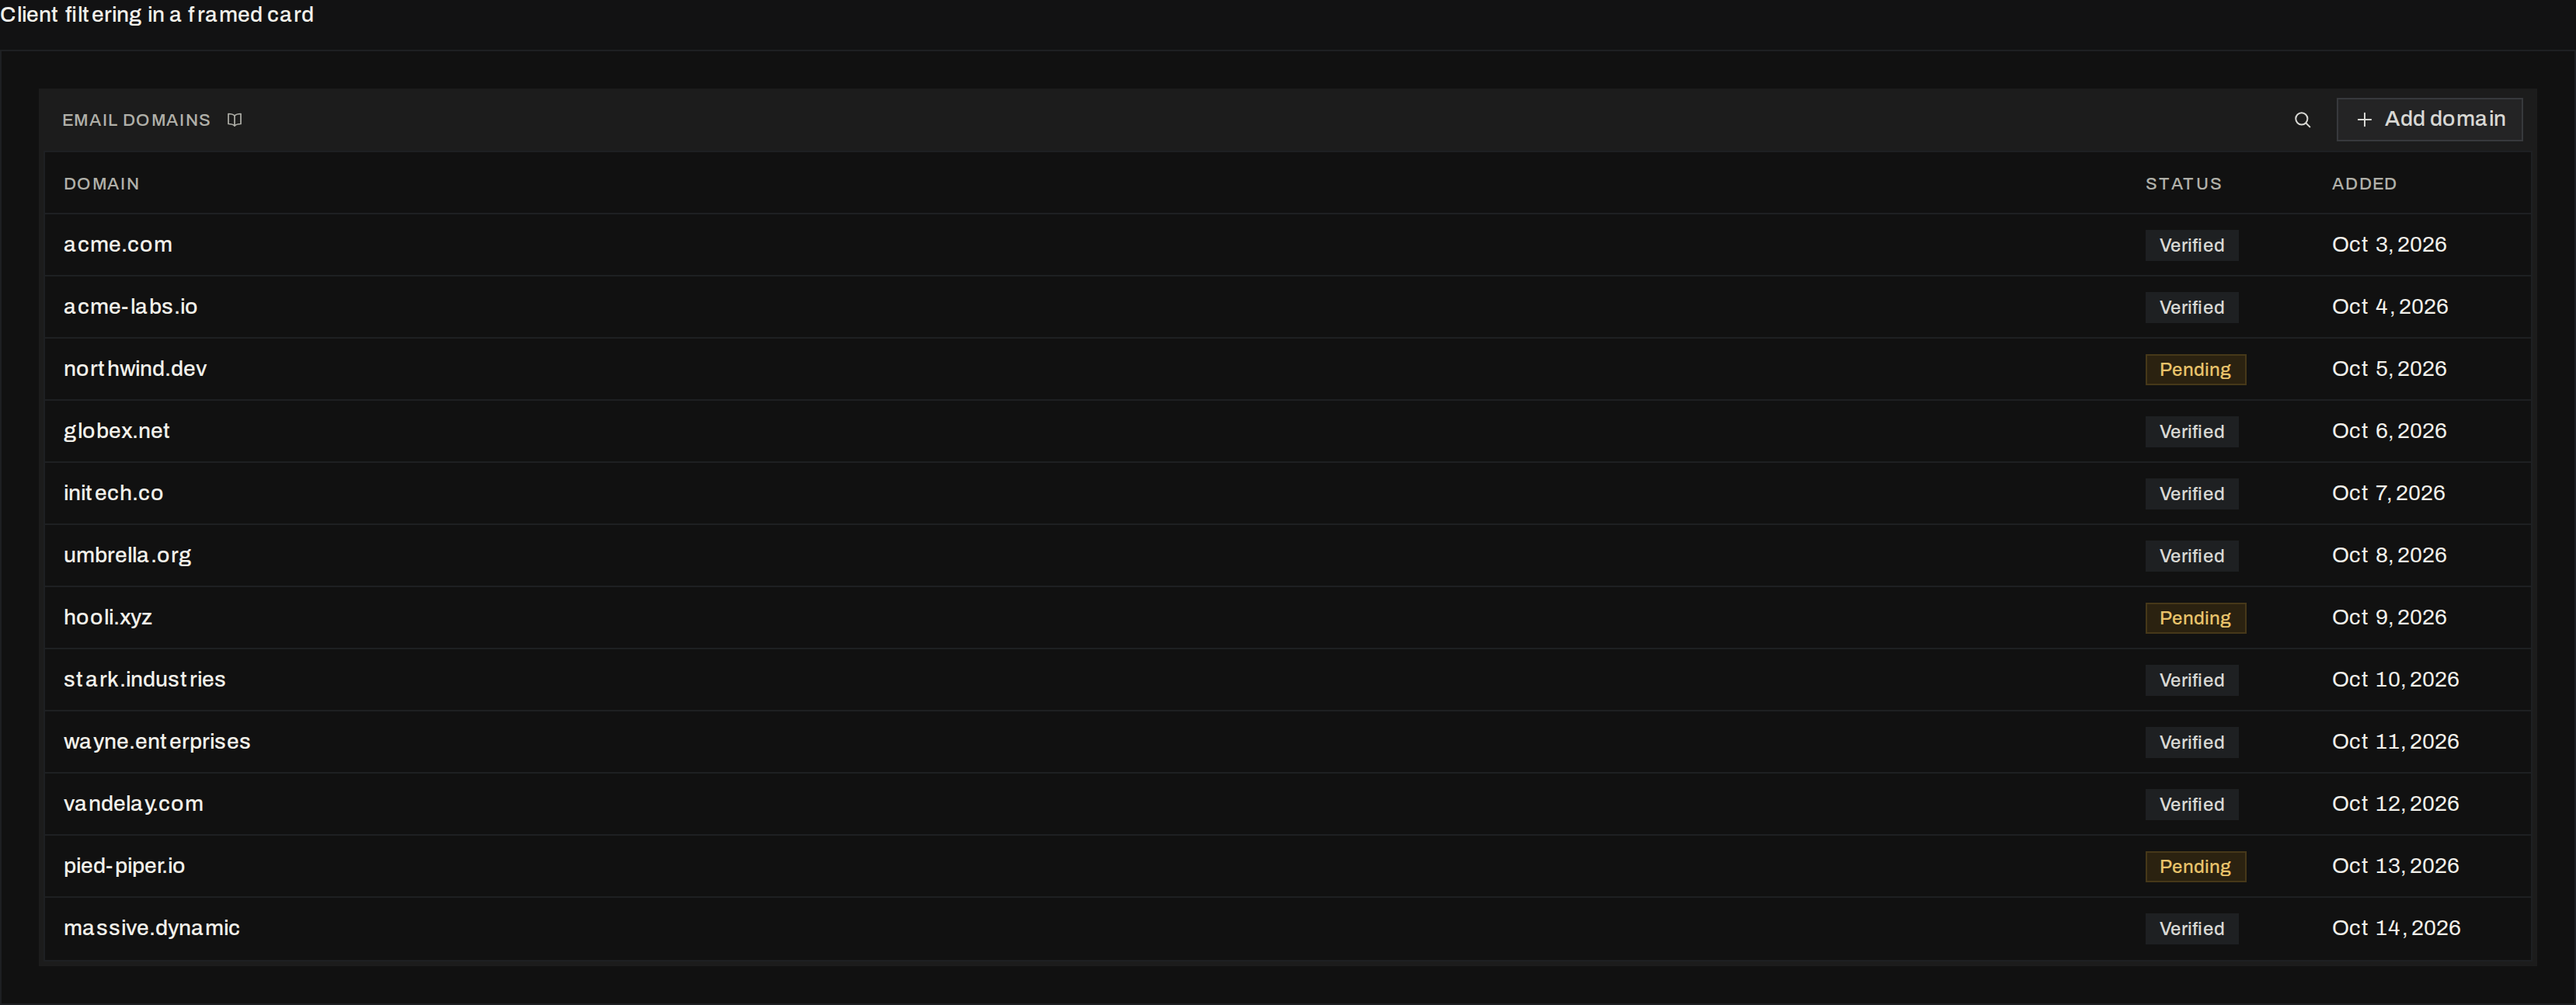 Client filtering in a framed card
EMAIL DOMAINS
Add domain
DOMAIN STATUS ADDED
acme.com Verified Oct 3, 2026
acme-labs.io Verified Oct 4, 2026
northwind.dev Pending Oct 5, 2026
globex.net Verified Oct 6, 2026
initech.co Verified Oct 7, 2026
umbrella.org Verified Oct 8, 2026
hooli.xyz Pending Oct 9, 2026
stark.industries Verified Oct 10, 2026
wayne.enterprises Verified Oct 11, 2026
vandelay.com Verified Oct 12, 2026
pied-piper.io Pending Oct 13, 2026
massive.dynamic Verified Oct 14, 2026